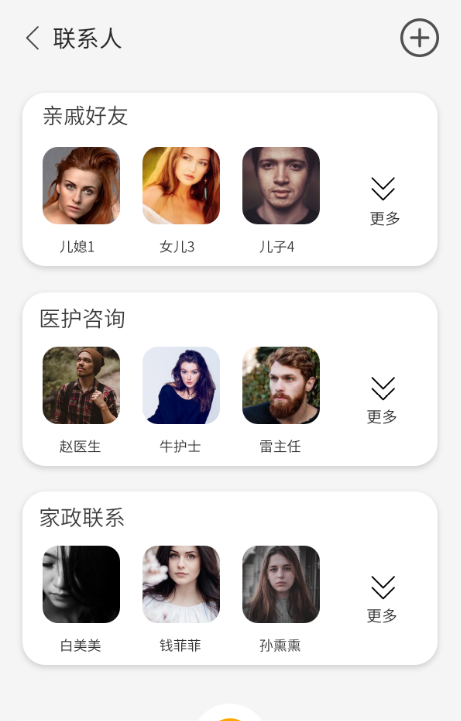 联系人
亲戚好友
儿媳1 女儿3 儿子4 更多
医护咨询
赵医生 牛护士 雷主任 更多
家政联系
白美美 钱菲菲 孙熏熏 更多